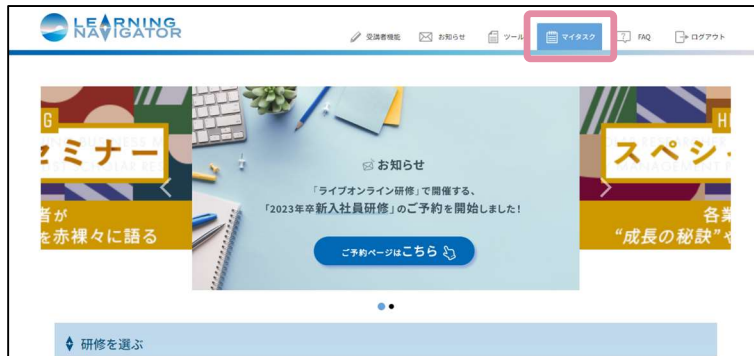 LEARNING
NAVIGATOR
受講者機能
お知らせ
ツール
マイタスク
FAQ
ログアウト
セミナー
者が
を赤裸々に語る
お知らせ
「ライブオンライン研修」で開催する、
「2023年卒新入社員研修」のご予約を開始しました!
ご予約ページはこちら
スペシ
各業
"成長の秘訣"や
研修を選ぶ